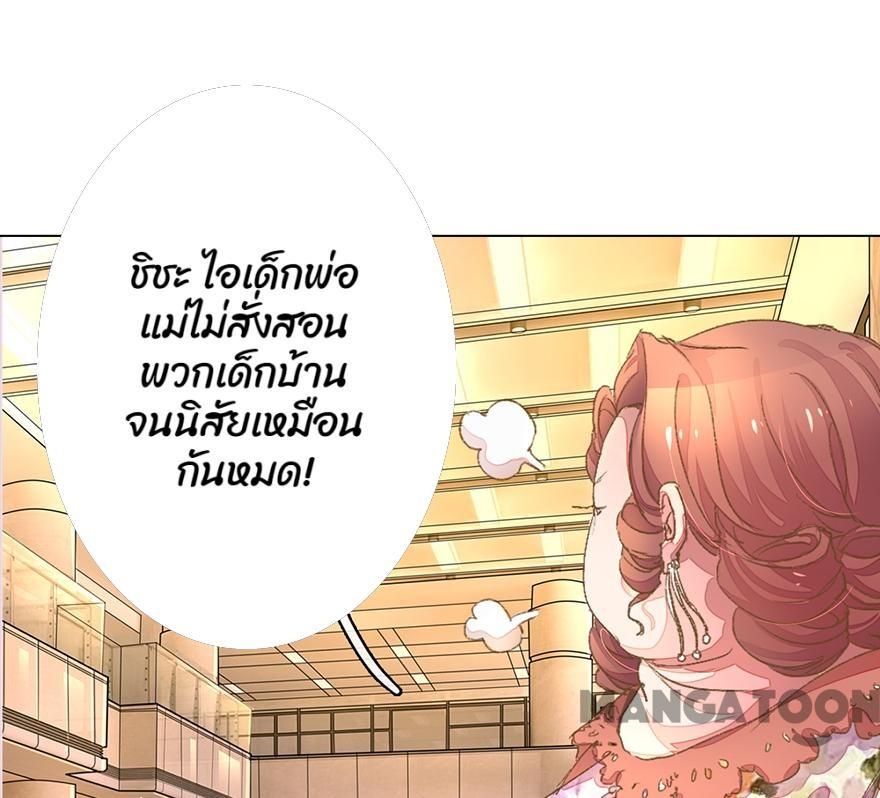 ชิชะ ไอเด็กพ่อ
แม่ไม่สั่งสอน
พวกเด็กบ้าน
จนนิสัยเหมือน
กันหมด!
MANGATOON